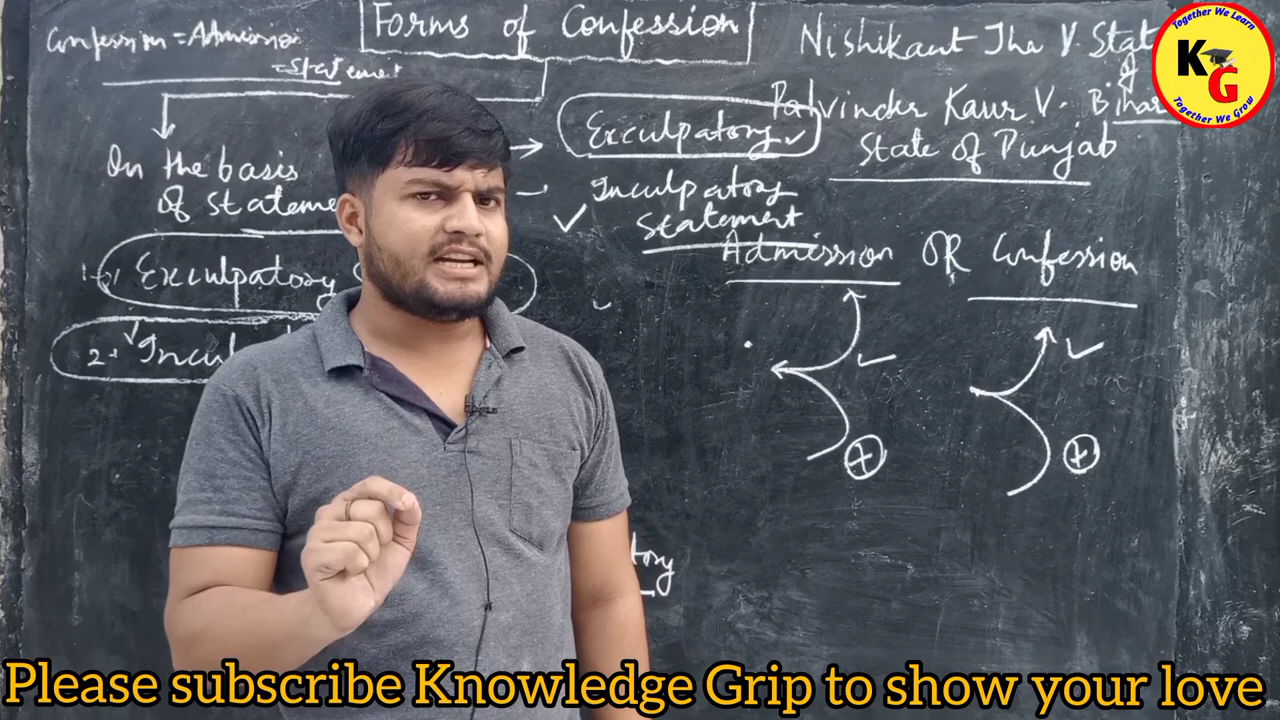 Forms of Confession
Confession = Admission
= Statement
On the basis
of Stateme
1. Exculpatory S
2. Incul
Exculpatory
Inculpatory
Statement
Nishikant Jha V. State
of
Bihar
Palvinder Kaur V.
State of Punjab
Admission OR Confession
tory
Together We Learn
KG
Together We Grow
Please subscribe Knowledge Grip to show your love